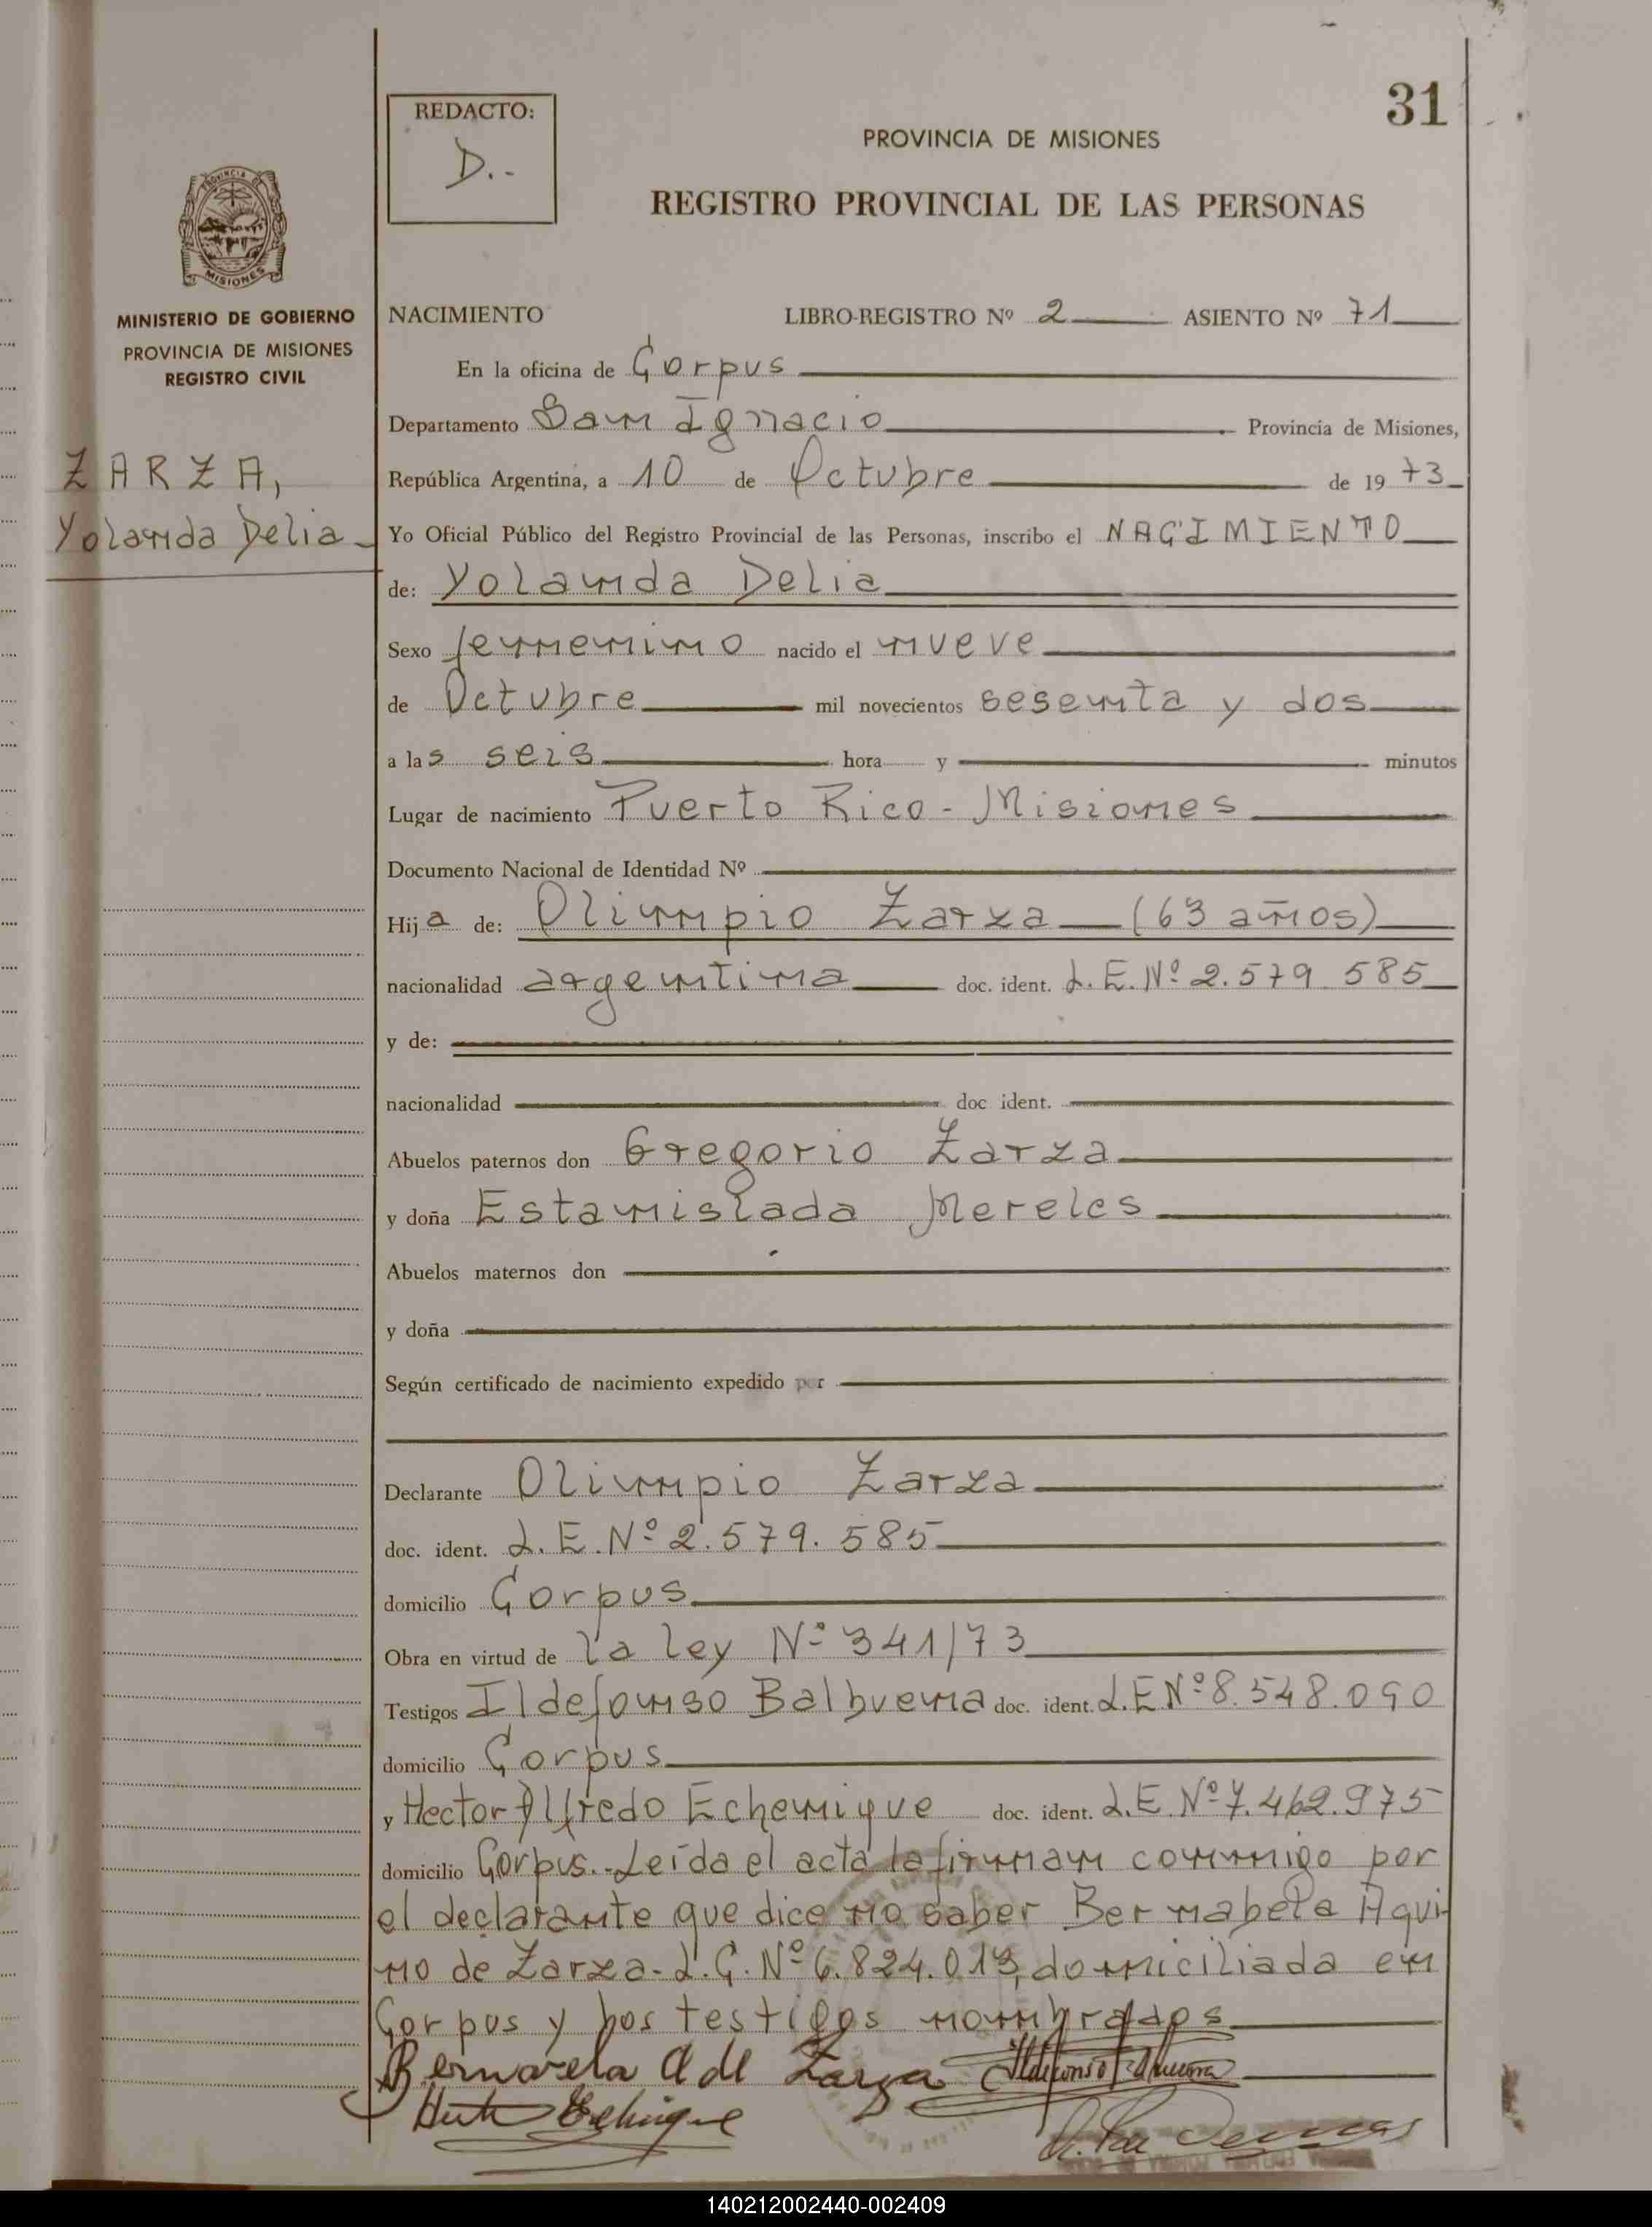 31
REDACTO:
D..-
PROVINCIA DE MISIONES
REGISTRO PROVINCIAL DE LAS PERSONAS
PROVINCIA DE
MISIONES
MINISTERIO DE GOBIERNO
PROVINCIA DE MISIONES
REGISTRO CIVIL
ZARZA,
Yolanda Delia
NACIMIENTO LIBRO-REGISTRO Nº 2 ASIENTO Nº 71
En la oficina de Corpus
Departamento San Ignacio Provincia de Misiones,
República Argentina, a 10 de Octubre de 1973
Yo Oficial Público del Registro Provincial de las Personas, inscribo el NACIMIENTO
de: Yolanda Delia
Sexo femenino nacido el nueve
de Octubre mil novecientos sesenta y dos
a las seis hora y minutos
Lugar de nacimiento Puerto Rico - Misiones
Documento Nacional de Identidad Nº
Hija de: Olimpio Zarza (63 años)
nacionalidad argentina doc. ident. L.E.Nº 2.579.585
y de:
nacionalidad doc. ident.
Abuelos paternos don Gregorio Zarza
y doña Estanislada Mereles
Abuelos maternos don
y doña
Según certificado de nacimiento expedido por
Declarante Olimpio Zarza
doc. ident. L.E.Nº 2.579.585
domicilio Corpus
Obra en virtud de la ley Nº 341/73
Testigos Ildefonso Balbuena doc. ident. L.E.Nº 8.548.090
domicilio Corpus
y Hector Alfredo Echenique doc. ident. L.E.Nº 7.462.975
domicilio Corpus.-Leída el acta la firman conmigo por
el declarante que dice no saber Bernabela Aqui
no de Zarza. L.C.Nº 6.824.013, domiciliada en
Corpus y los testigos nombrados
Bernavela A de Zarza
140212002440-002409